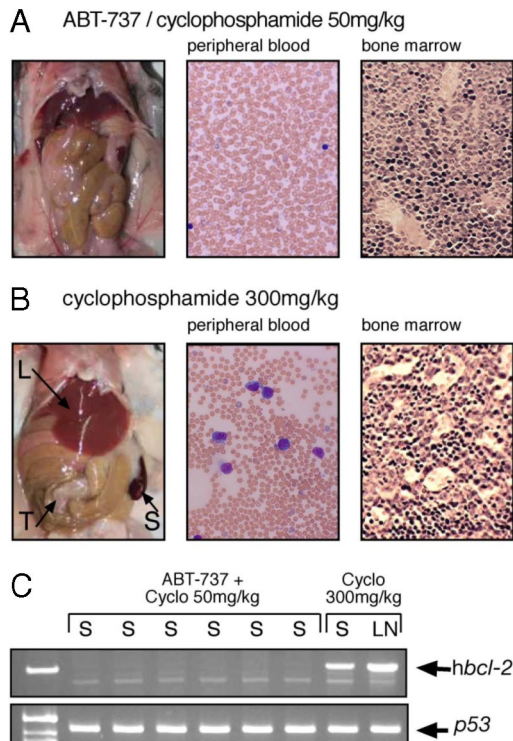 A ABT-737 / cyclophosphamide 50mg/kg
peripheral blood bone marrow
B cyclophosphamide 300mg/kg
peripheral blood bone marrow
L
T S
C ABT-737 + Cyclo
Cyclo 50mg/kg 300mg/kg
S S S S S S S LN
hbcl-2
p53